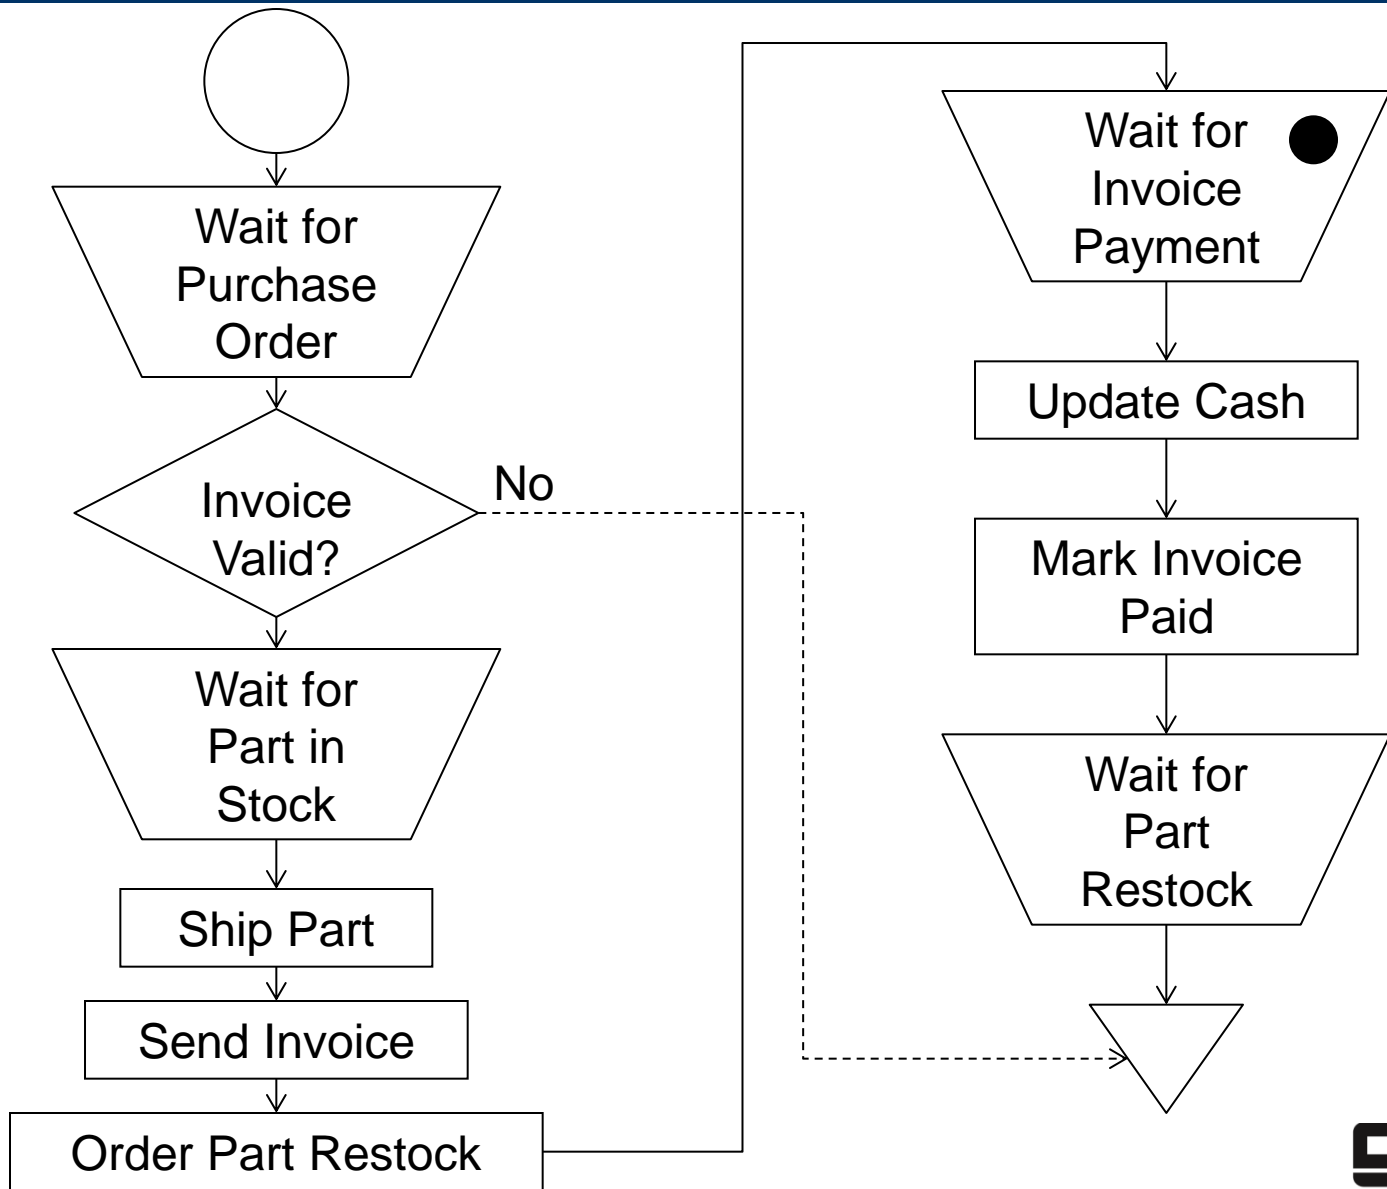 Wait for
Purchase
Order
Invoice
Valid?
No
Wait for
Part in
Stock
Ship Part
Send Invoice
Order Part Restock
Wait for
Invoice
Payment
Update Cash
Mark Invoice
Paid
Wait for
Part
Restock